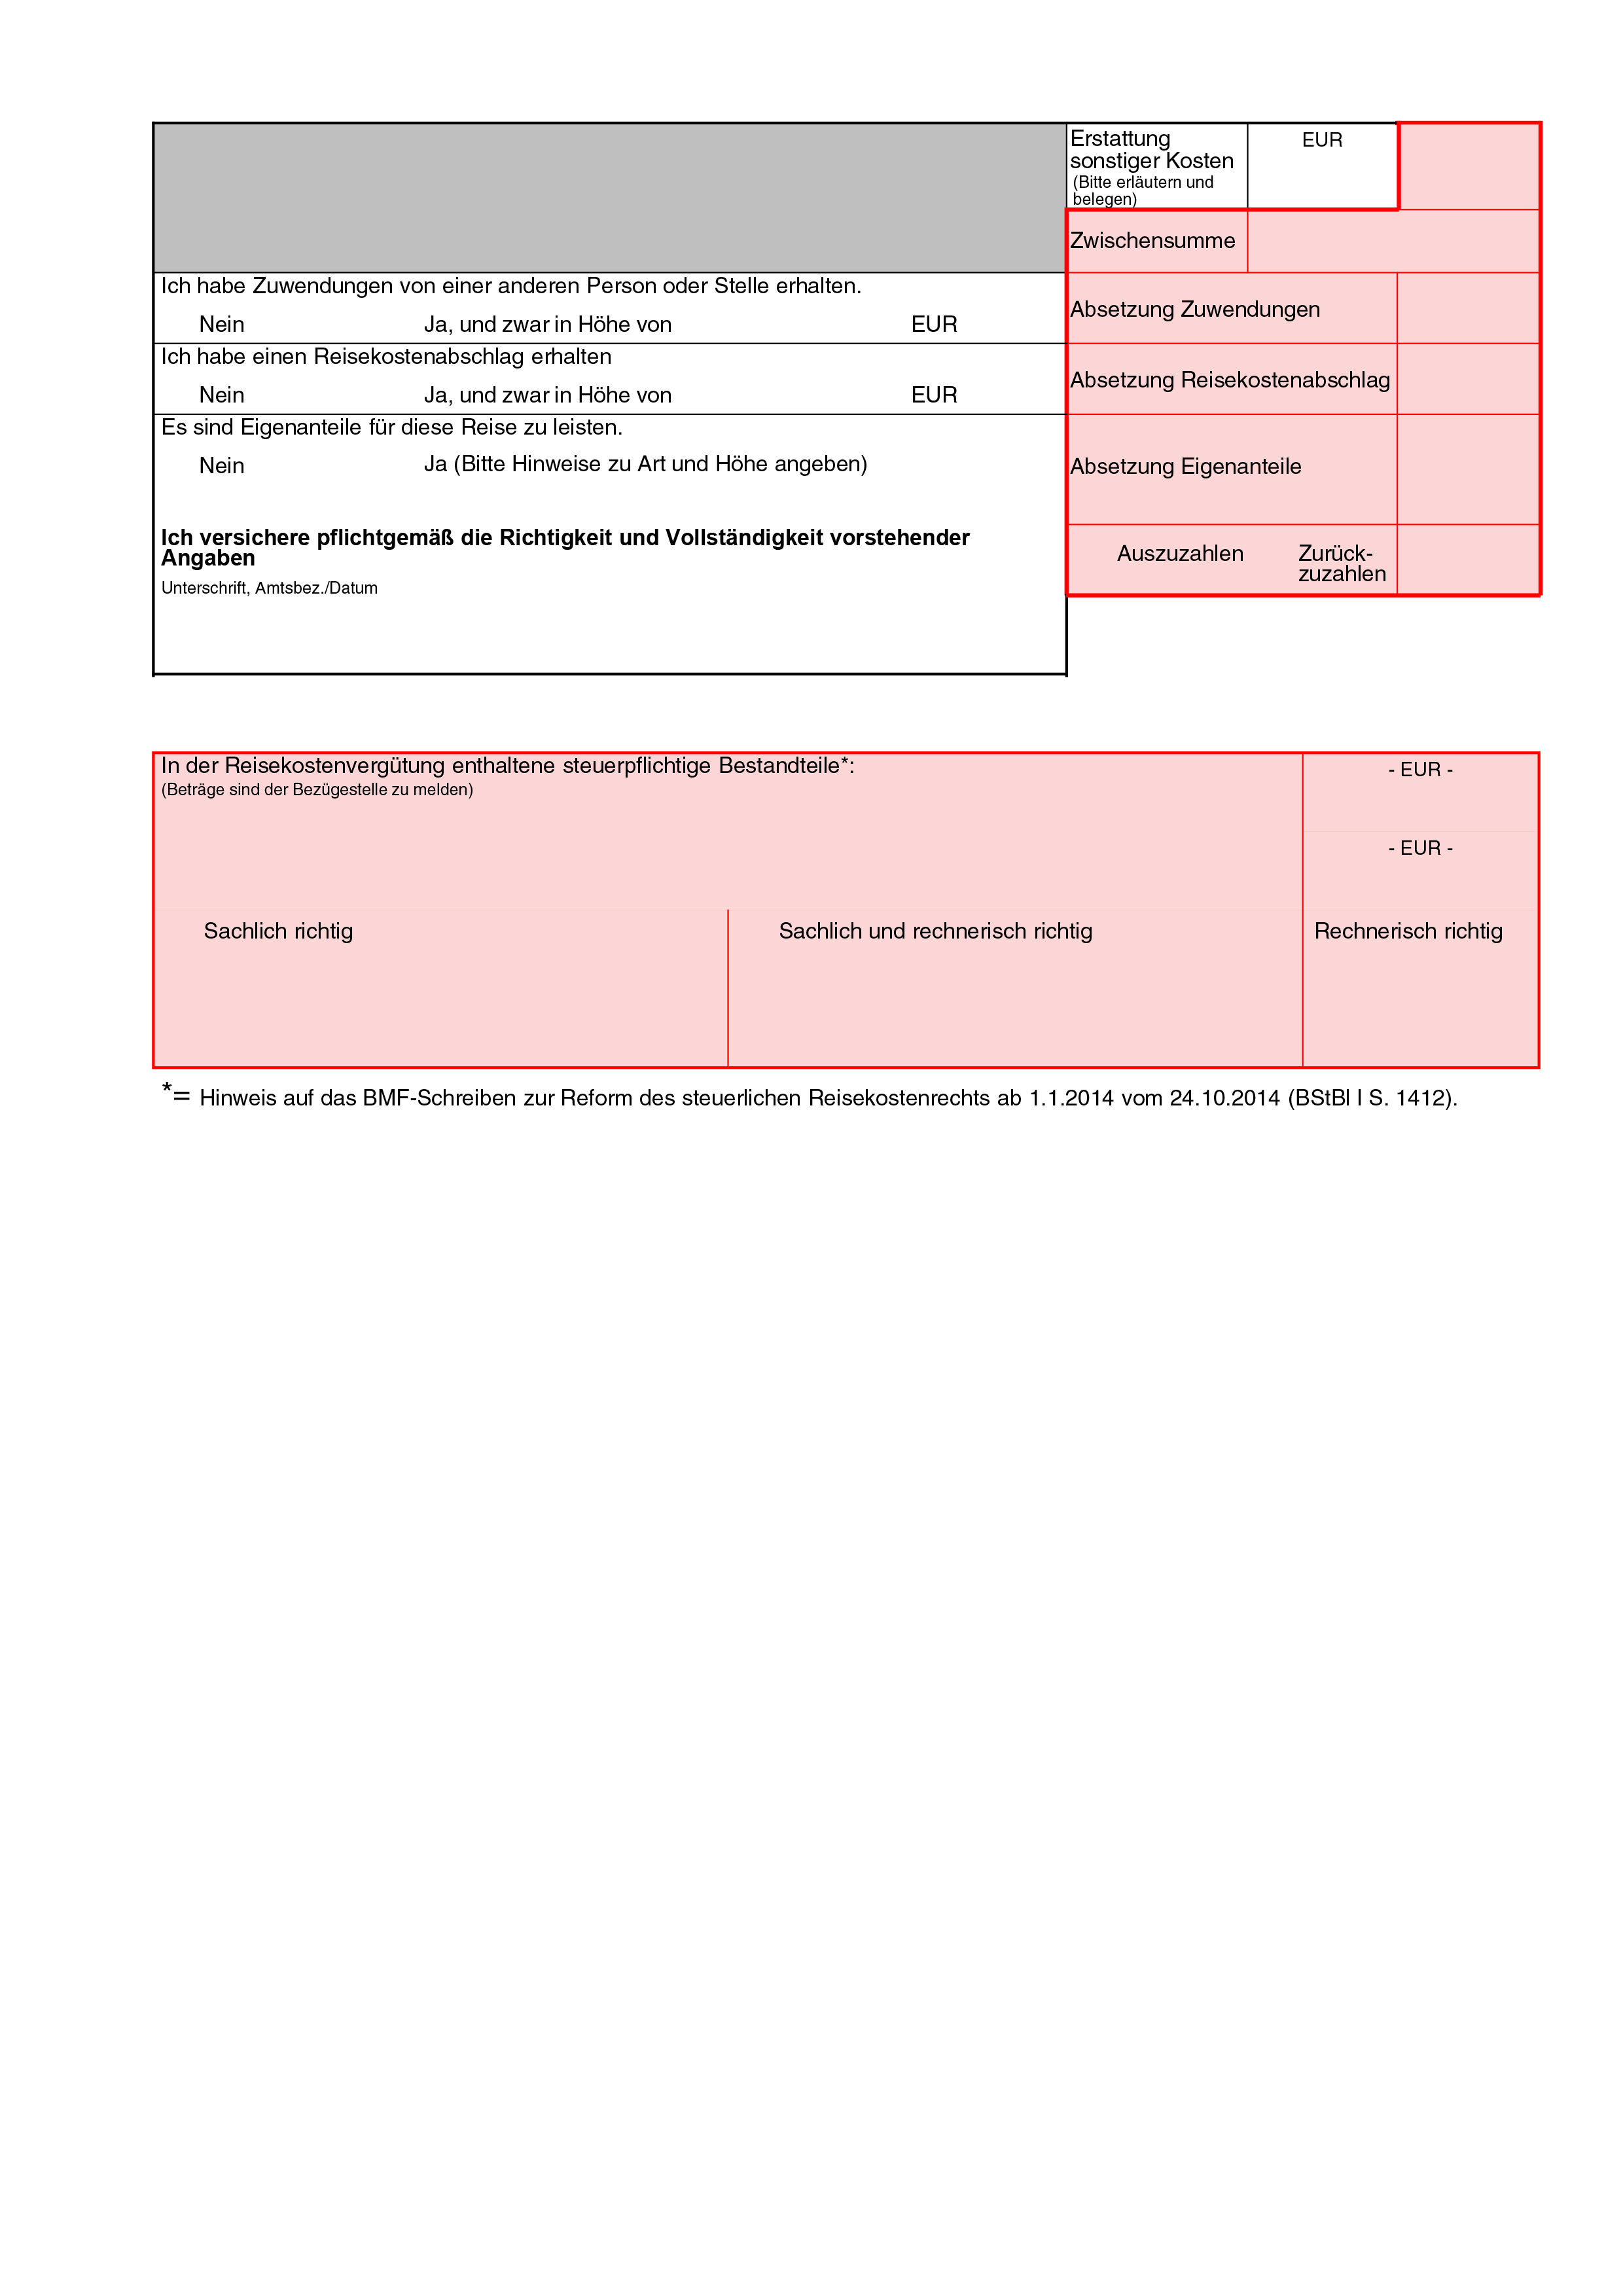 Erstattung
sonstiger Kosten
(Bitte erläutern und
belegen)
EUR
Zwischensumme
Ich habe Zuwendungen von einer anderen Person oder Stelle erhalten.
Nein Ja, und zwar in Höhe von EUR
Absetzung Zuwendungen
Ich habe einen Reisekostenabschlag erhalten
Nein Ja, und zwar in Höhe von EUR
Absetzung Reisekostenabschlag
Es sind Eigenanteile für diese Reise zu leisten.
Nein Ja (Bitte Hinweise zu Art und Höhe angeben)
Absetzung Eigenanteile
Ich versichere pflichtgemäß die Richtigkeit und Vollständigkeit vorstehender
Angaben
Unterschrift, Amtsbez./Datum
Auszuzahlen
Zurück-
zuzahlen
In der Reisekostenvergütung enthaltene steuerpflichtige Bestandteile*:
(Beträge sind der Bezügestelle zu melden)
- EUR -
- EUR -
Sachlich richtig
Sachlich und rechnerisch richtig
Rechnerisch richtig
*= Hinweis auf das BMF-Schreiben zur Reform des steuerlichen Reisekostenrechts ab 1.1.2014 vom 24.10.2014 (BStBl I S. 1412).